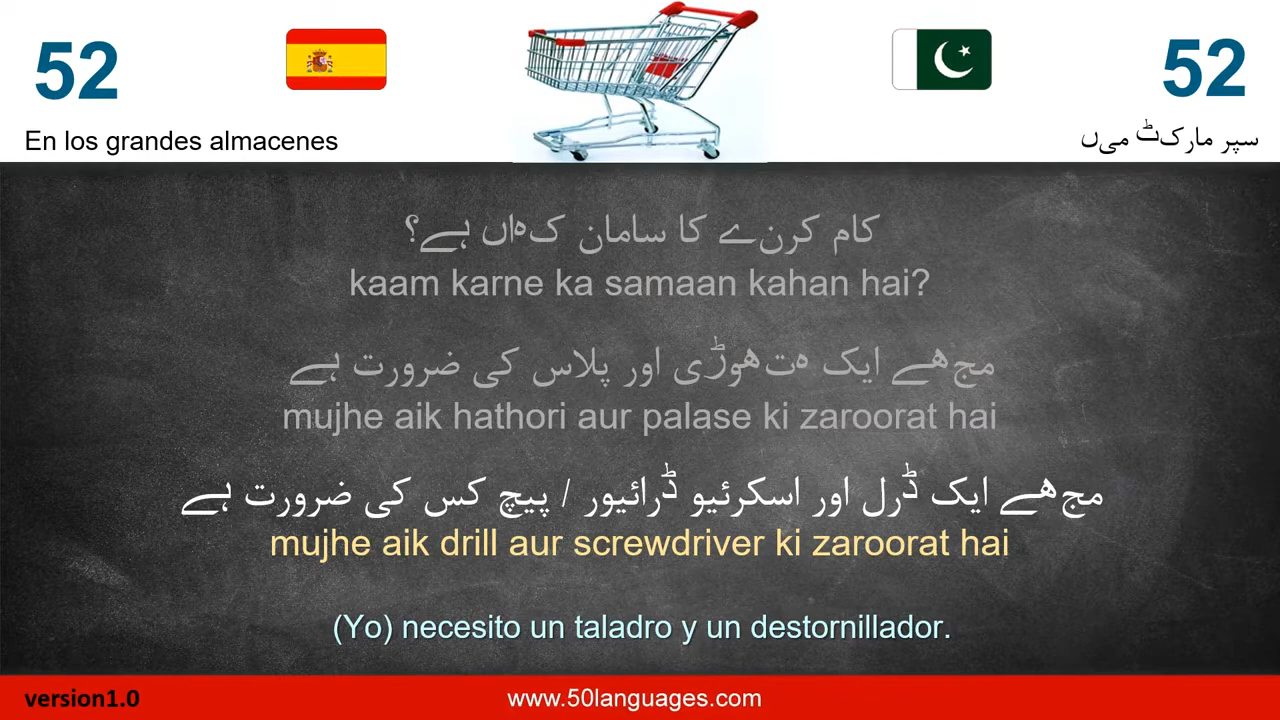 52
52
En los grandes almacenes
سپر مارکٹ میں
کام کرنے کا سامان کہاں ہے؟
kaam karne ka samaan kahan hai?
مجھے ایک ہتھوڑی اور پلاس کی ضرورت ہے
mujhe aik hathori aur palase ki zaroorat hai
مجھے ایک ڈرل اور اسکرئیو ڈرائیور / پیچ کس کی ضرورت ہے
mujhe aik drill aur screwdriver ki zaroorat hai
(Yo) necesito un taladro y un destornillador.
version1.0
www.50languages.com